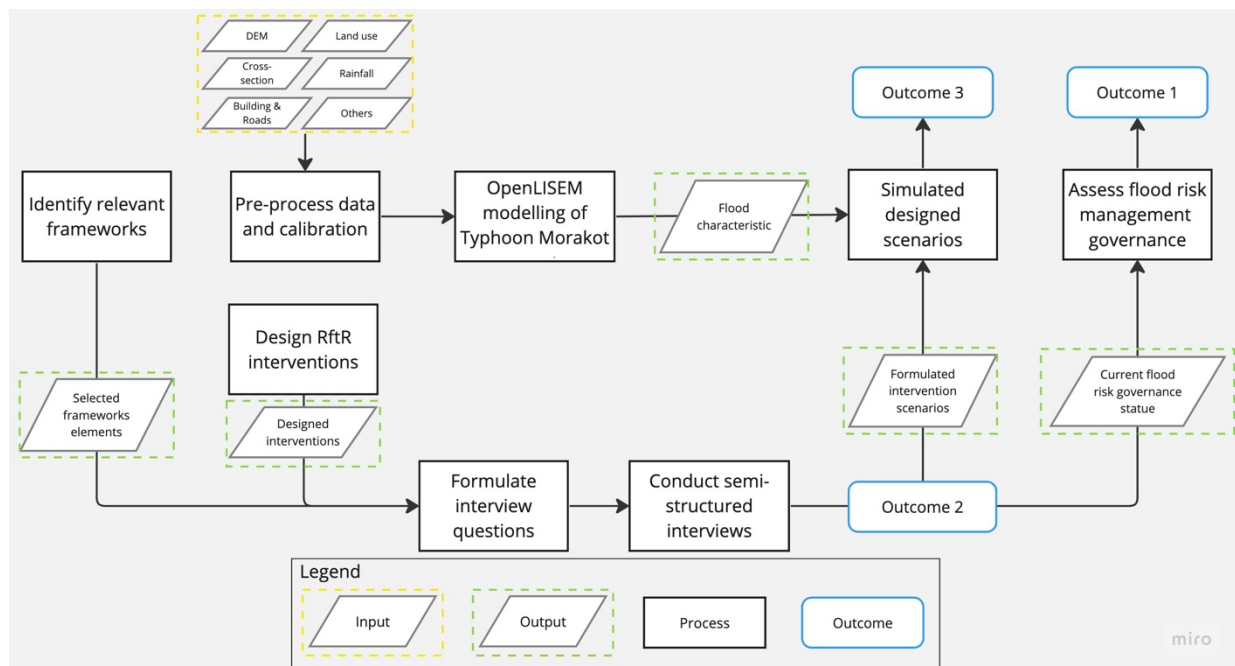 DEM
Land use
Cross-
section
Rainfall
Building &
Roads
Others
Outcome 3
Outcome 1
Identify relevant
frameworks
Pre-process data
and calibration
OpenLISEM
modelling of
Typhoon Morakot
.
Flood
characteristic
Simulated
designed
scenarios
Assess flood risk
management
governance
Design RftR
interventions
Selected
frameworks
elements
Designed
interventions
Formulated
intervention
scenarios
Current flood
risk governance
statue
Formulate
interview
questions
Conduct semi-
structured
interviews
Outcome 2
Legend
Input
Output
Process
Outcome
miro